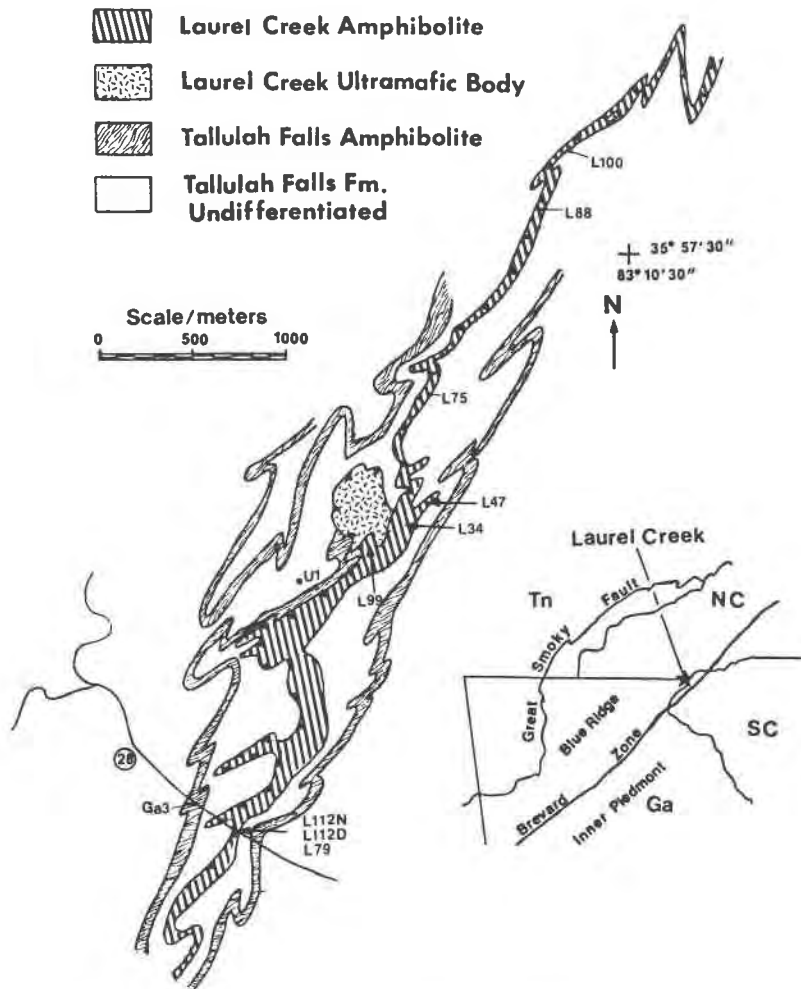 Laurel Creek Amphibolite
Laurel Creek Ultramafic Body
Tallulah Falls Amphibolite
Tallulah Falls Fm.
Undifferentiated
L100
L88
35° 57'30"
83°10'30"
N
Scale/meters
0 500 1000
L75
L47
L34
U1
L99
28
Ga3
L112N
L112D
L79
Laurel Creek
Tn
NC
Great Smoky Fault
Blue Ridge
SC
Brevard Zone
Inner Piedmont
Ga